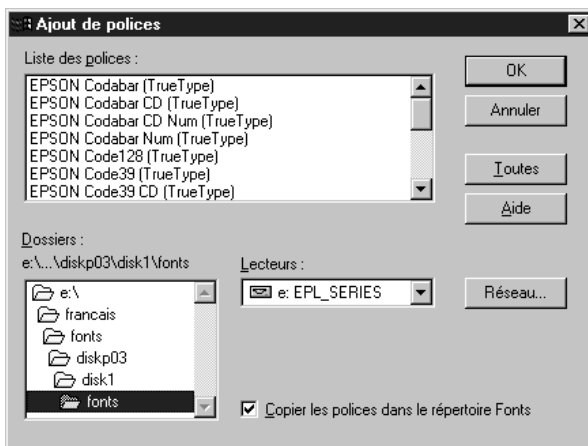 Ajout de polices
Liste des polices :
EPSON Codabar (TrueType)
EPSON Codabar CD (TrueType)
EPSON Codabar CD Num (TrueType)
EPSON Codabar Num (TrueType)
EPSON Code128 (TrueType)
EPSON Code39 (TrueType)
EPSON Code39 CD (TrueType)
OK
Annuler
Toutes
Aide
Dossiers :
e:\...\diskp03\disk1\fonts
e:\
francais
fonts
diskp03
disk1
fonts
Lecteurs :
e: EPL_SERIES
Réseau...
Copier les polices dans le répertoire Fonts